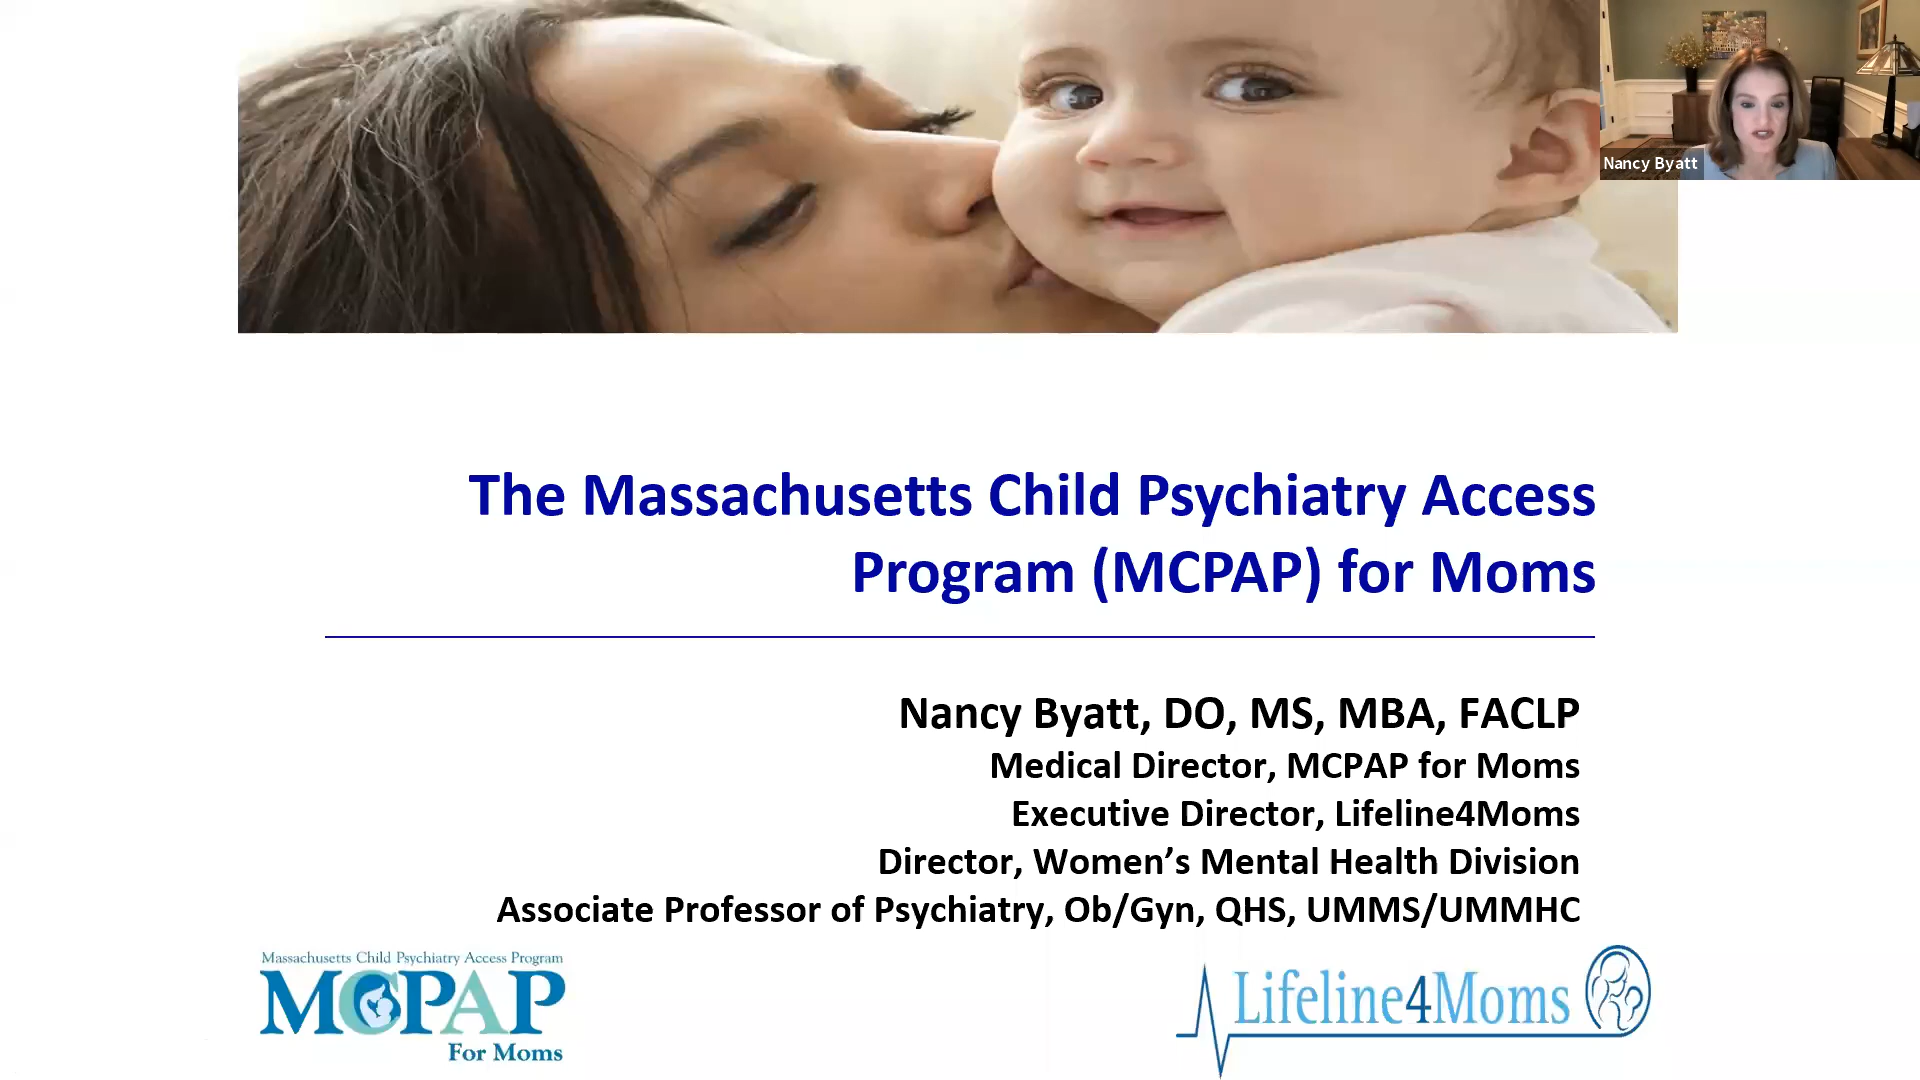 Nancy Byatt
The Massachusetts Child Psychiatry Access
Program (MCPAP) for Moms
Nancy Byatt, DO, MS, MBA, FACLP
Medical Director, MCPAP for Moms
Executive Director, Lifeline4Moms
Director, Women’s Mental Health Division
Associate Professor of Psychiatry, Ob/Gyn, QHS, UMMS/UMMHC
Massachusetts Child Psychiatry Access Program
MCPAP
For Moms
Lifeline4Moms